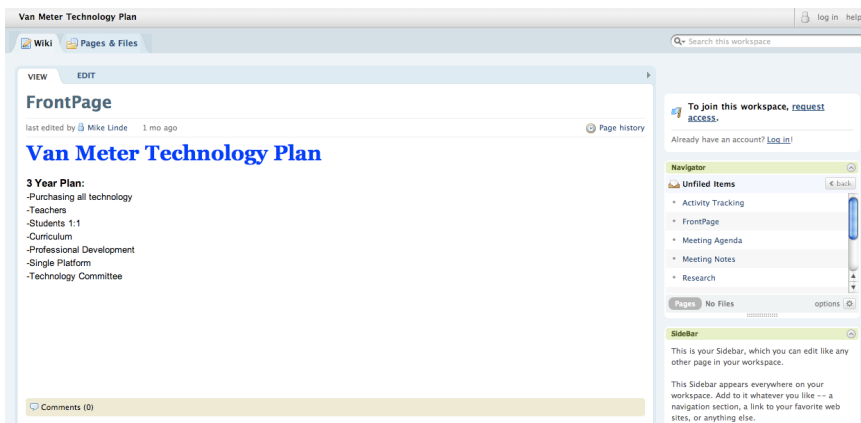 Van Meter Technology Plan
log in help
Wiki
Pages & Files
Search this workspace
VIEW
EDIT
FrontPage
last edited by Mike Linde 1 mo ago
Page history
Van Meter Technology Plan
3 Year Plan:
-Purchasing all technology
-Teachers
-Students 1:1
-Curriculum
-Professional Development
-Single Platform
-Technology Committee
Comments (0)
To join this workspace, request
access.
Already have an account? Log in!
Navigator
Unfiled Items
back
Activity Tracking
FrontPage
Meeting Agenda
Meeting Notes
Research
Pages No Files
options
SideBar
This is your Sidebar, which you can edit like any
other page in your workspace.
This Sidebar appears everywhere on your
workspace. Add to it whatever you like -- a
navigation section, a link to your favorite web
sites, or anything else.